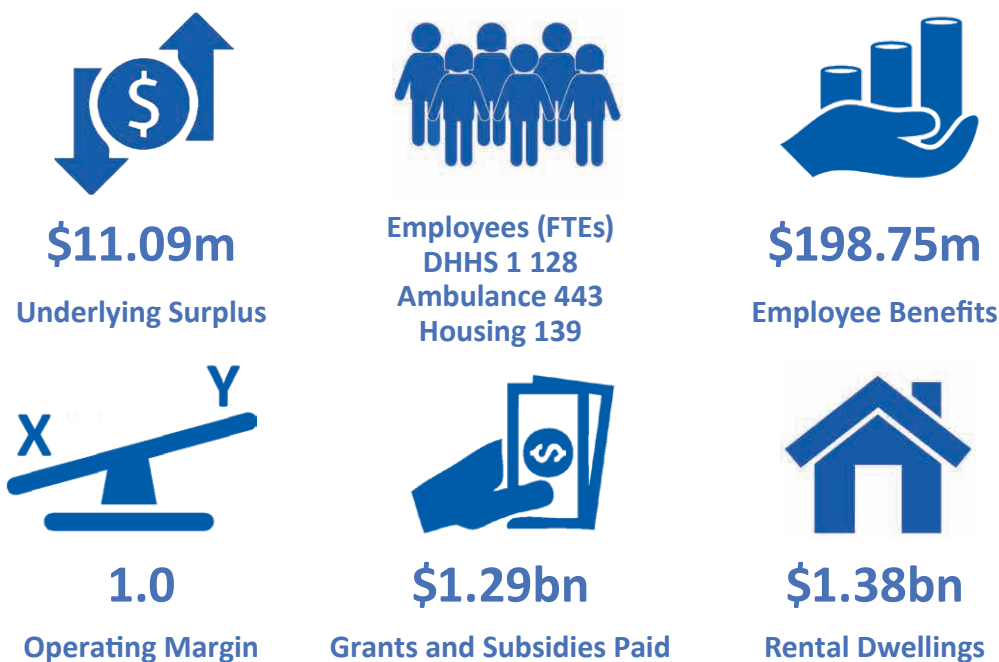 $
$11.09m
Underlying Surplus
Employees (FTEs)
DHHS 1 128
Ambulance 443
Housing 139
$198.75m
Employee Benefits
X
Y
1.0
Operating Margin
$
$1.29bn
Grants and Subsidies Paid
$1.38bn
Rental Dwellings